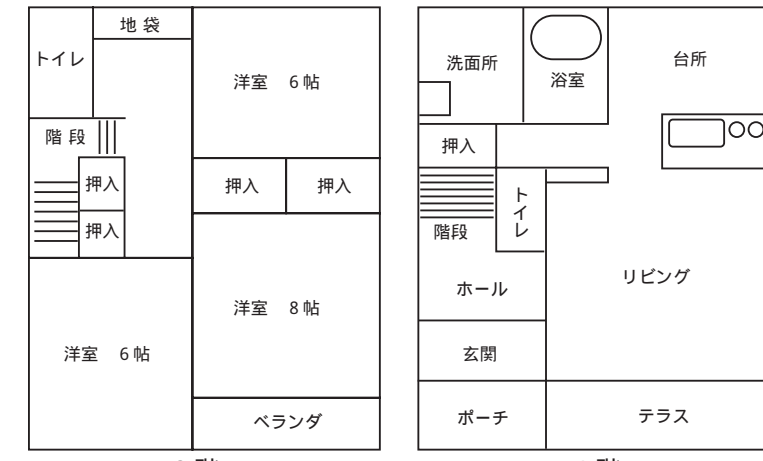 地 袋
トイレ
洋室　6 帖
階 段
押入
押入
押入
押入
洋室　8 帖
洋室　6 帖
ベランダ
洗面所
浴室
台所
押入
トイレ
階段
リビング
ホール
玄関
ポーチ
テラス